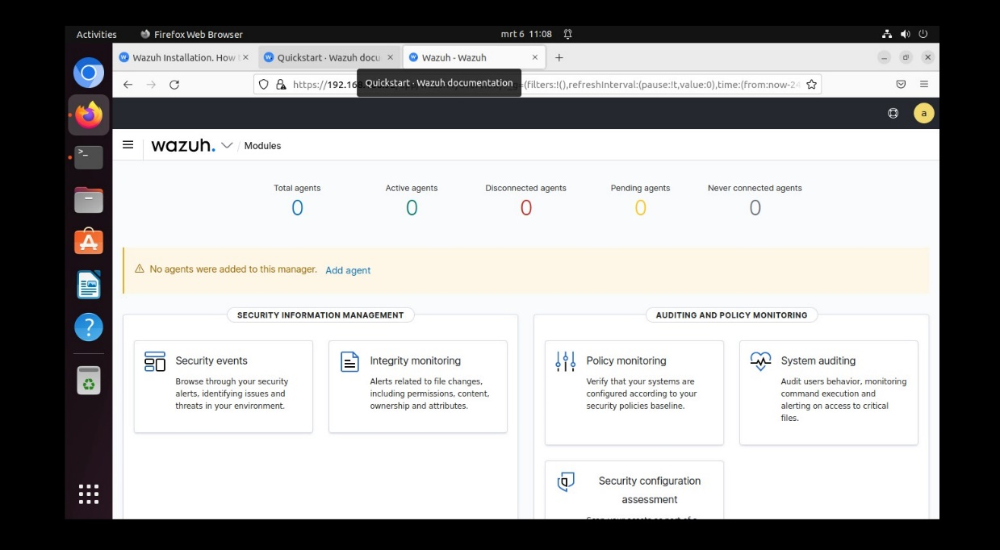 Activities Firefox Web Browser mrt 6 11:08
Wazuh Installation. How t × Quickstart · Wazuh docu × Wazuh - Wazuh × +
https://192.168 =(filters:!(),refreshInterval:(pause:!t,value:0),time:(from:now-24
Quickstart · Wazuh documentation
a
wazuh. / Modules
Total agents Active agents Disconnected agents Pending agents Never connected agents
0 0 0 0 0
No agents were added to this manager. Add agent
SECURITY INFORMATION MANAGEMENT AUDITING AND POLICY MONITORING
Security events
Browse through your security
alerts, identifying issues and
threats in your environment.
Integrity monitoring
Alerts related to file changes,
including permissions, content,
ownership and attributes.
Policy monitoring
Verify that your systems are
configured according to your
security policies baseline.
System auditing
Audit users behavior, monitoring
command execution and
alerting on access to critical
files.
Security configuration
assessment